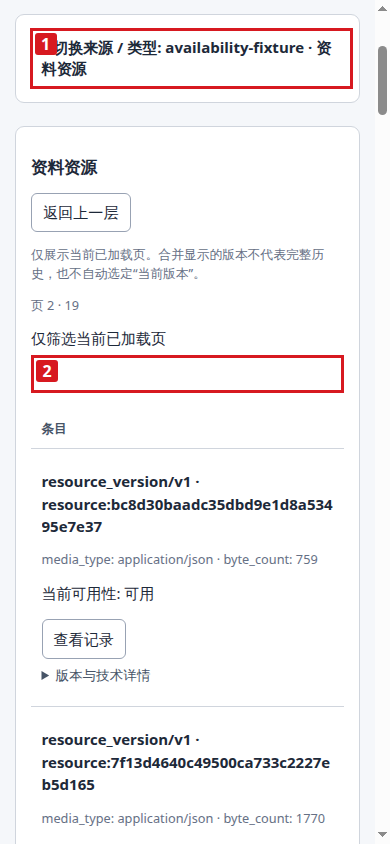 1 切换来源 / 类型: availability-fixture · 资
料资源
资料资源
返回上一层
仅展示当前已加载页。合并显示的版本不代表完整历
史，也不自动选定“当前版本”。
页 2 · 19
仅筛选当前已加载页
2
条目
resource_version/v1 ·
resource:bc8d30baadc35dbd9e1d8a534
95e7e37
media_type: application/json · byte_count: 759
当前可用性: 可用
查看记录
▶ 版本与技术详情
resource_version/v1 ·
resource:7f13d4640c49500ca733c2227e
b5d165
media_type: application/json · byte_count: 1770